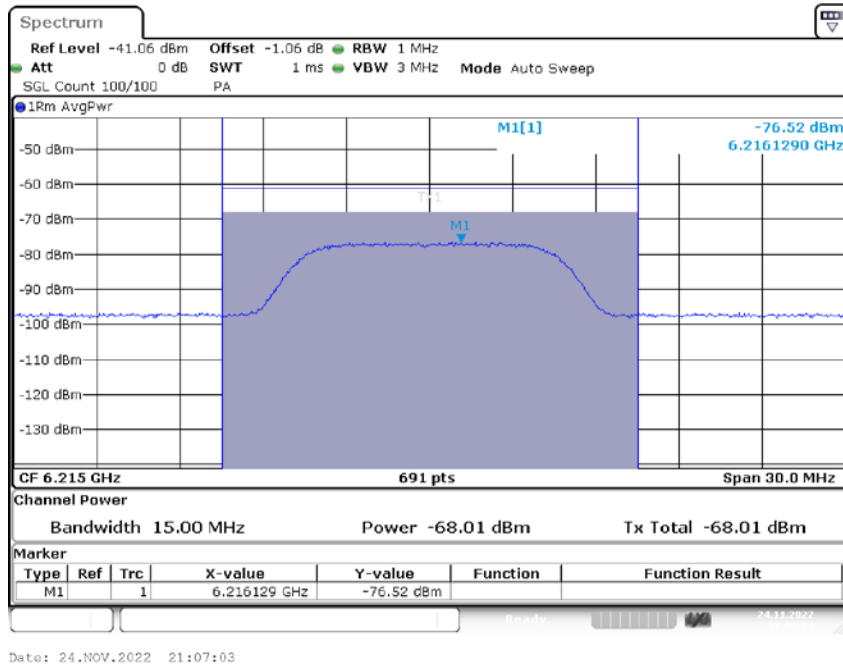 Spectrum
Ref Level -41.06 dBm Offset -1.06 dB RBW 1 MHz
Att 0 dB SWT 1 ms VBW 3 MHz Mode Auto Sweep
SGL Count 100/100 PA
1Rm AvgPwr
M1[1] -76.52 dBm
6.2161290 GHz
-50 dBm
-60 dBm
Tx1
-70 dBm
M1
-80 dBm
-90 dBm
-100 dBm
-110 dBm
-120 dBm
-130 dBm
CF 6.215 GHz 691 pts Span 30.0 MHz
Channel Power
Bandwidth 15.00 MHz Power -68.01 dBm Tx Total -68.01 dBm
Marker
Type Ref Trc X-value Y-value Function Function Result
M1 1 6.216129 GHz -76.52 dBm
Ready 24.11.2022
Date: 24.NOV.2022 21:07:03